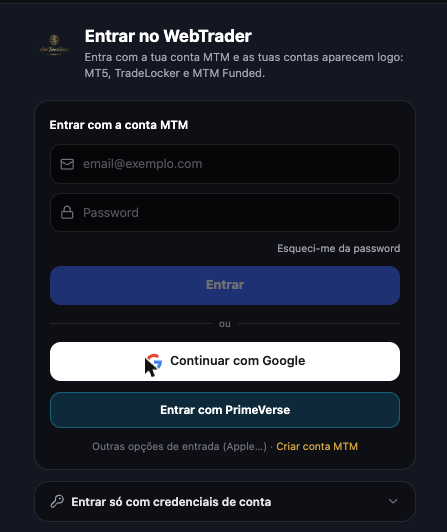 Entrar no WebTrader
Entra com a tua conta MTM e as tuas contas aparecem logo:
MT5, TradeLocker e MTM Funded.
Entrar com a conta MTM
email@exemplo.com
Password
Esqueci-me da password
Entrar
ou
Continuar com Google
Entrar com PrimeVerse
Outras opções de entrada (Apple…) · Criar conta MTM
Entrar só com credenciais de conta